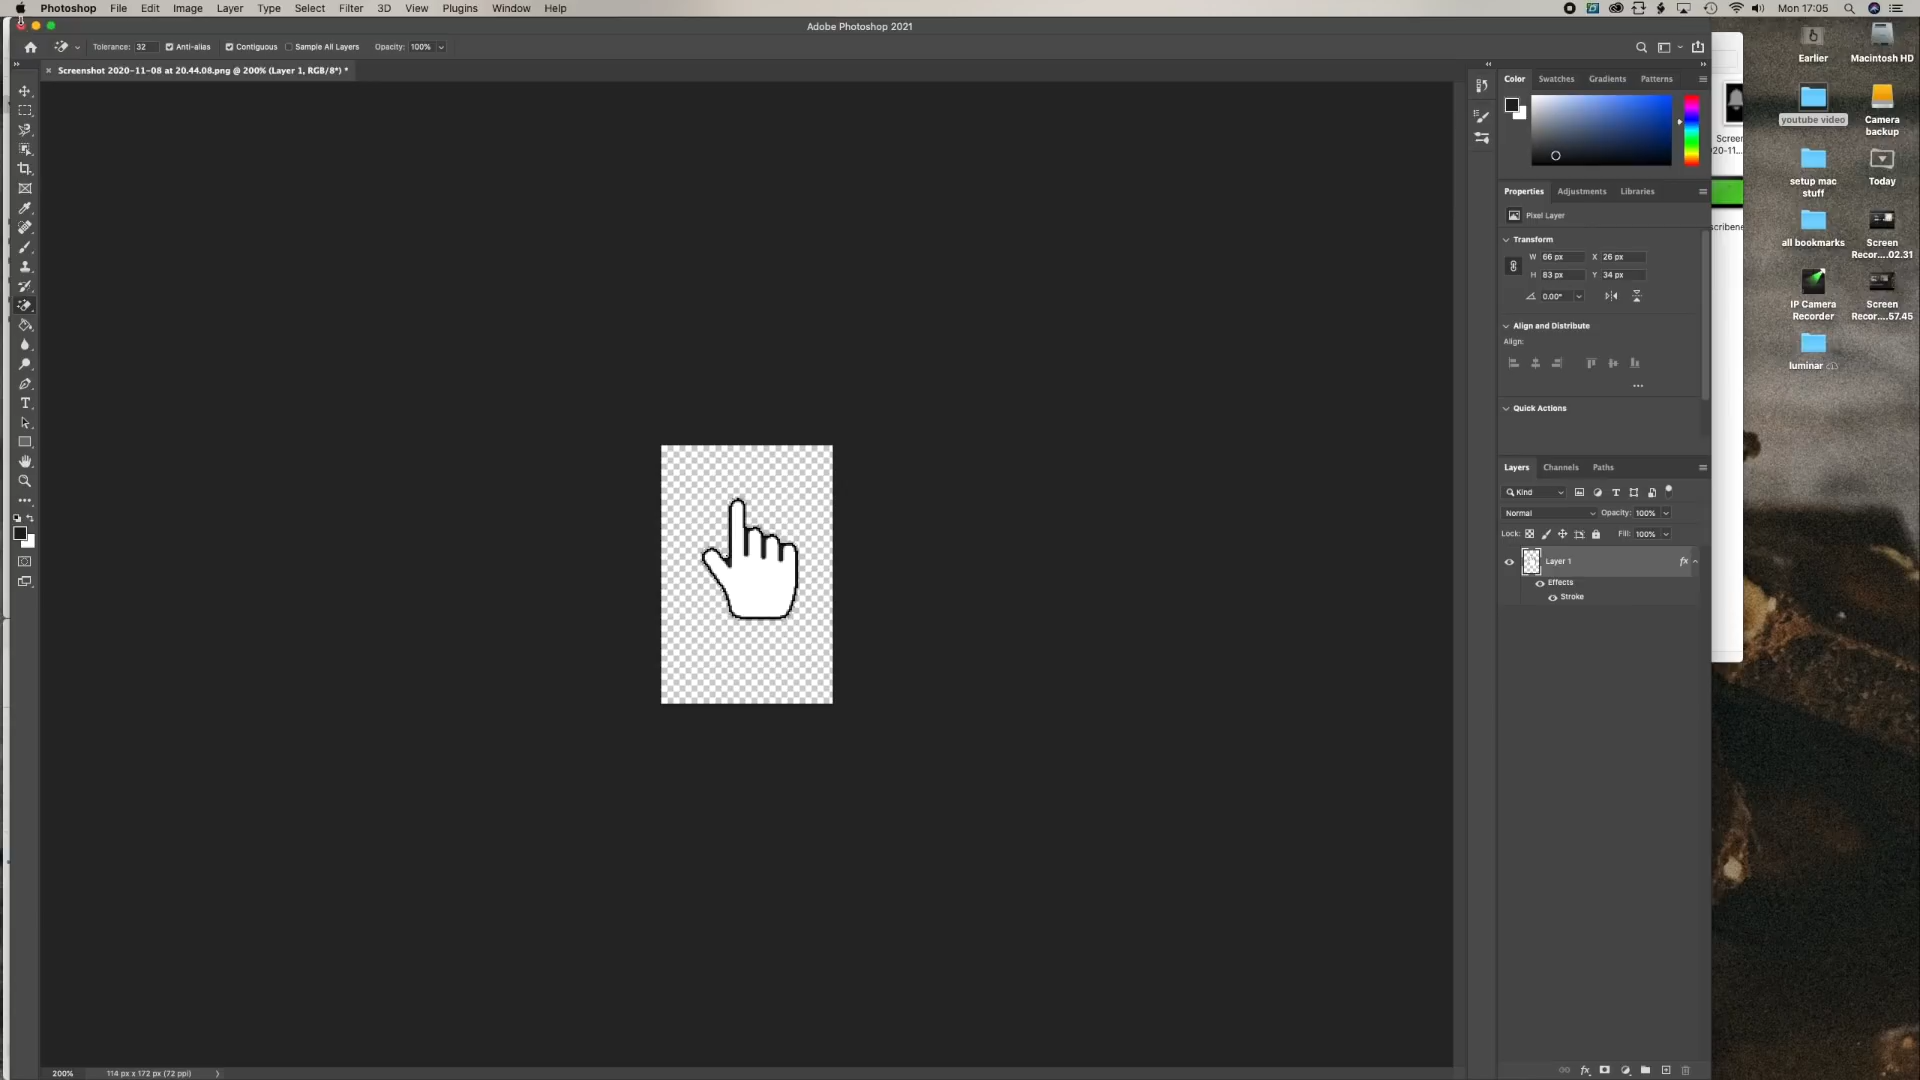 Photoshop File Edit Image Layer Type Select Filter 3D View Plugins Window Help
Mon 17:05
Adobe Photoshop 2021
Tolerance: 32 Anti-alias Contiguous Sample All Layers Opacity: 100%
Screenshot 2020-11-08 at 20.44.08.png @ 200% (Layer 1, RGB/8*) *
Color Swatches Gradients Patterns
Properties Adjustments Libraries
Pixel Layer
Transform
W 66 px X 26 px
H 83 px Y 34 px
0.00°
Align and Distribute
Align:
Quick Actions
Layers Channels Paths
Kind
Normal Opacity: 100%
Lock: Fill: 100%
Layer 1 fx
Effects
Stroke
fx
200% 114 px x 172 px (72 ppi)
Earlier
Macintosh HD
youtube video
Camera backup
setup mac stuff
Today
all bookmarks
Screen Recor....02.31
IP Camera Recorder
Screen Recor....57.45
luminar
Screen
20-11...
scribene